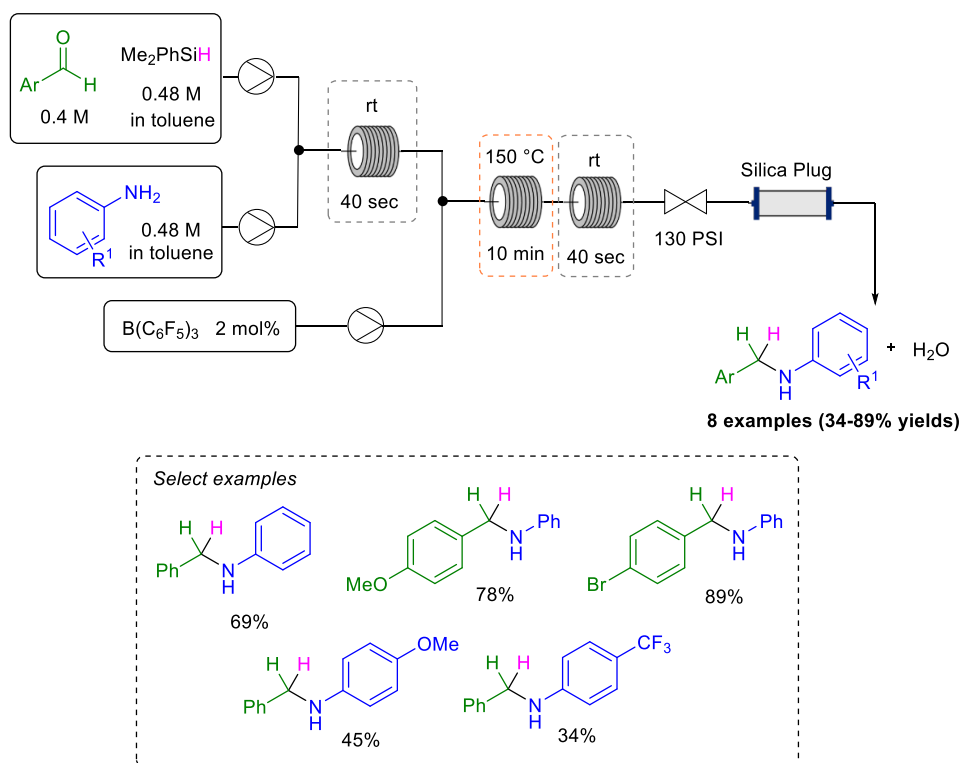 O
Ar
H
0.4 M
Me2PhSiH
0.48 M
in toluene
NH2
R1
0.48 M
in toluene
B(C6F5)3 2 mol%
rt
40 sec
150 °C
10 min
rt
40 sec
130 PSI
Silica Plug
H H
Ar
N
H
R1
+ H2O
8 examples (34-89% yields)
Select examples
H H
Ph
N
H
69%
H H
Ph
N
H
MeO
78%
H H
Ph
N
H
Br
89%
OMe
H H
Ph
N
H
45%
CF3
H H
Ph
N
H
34%